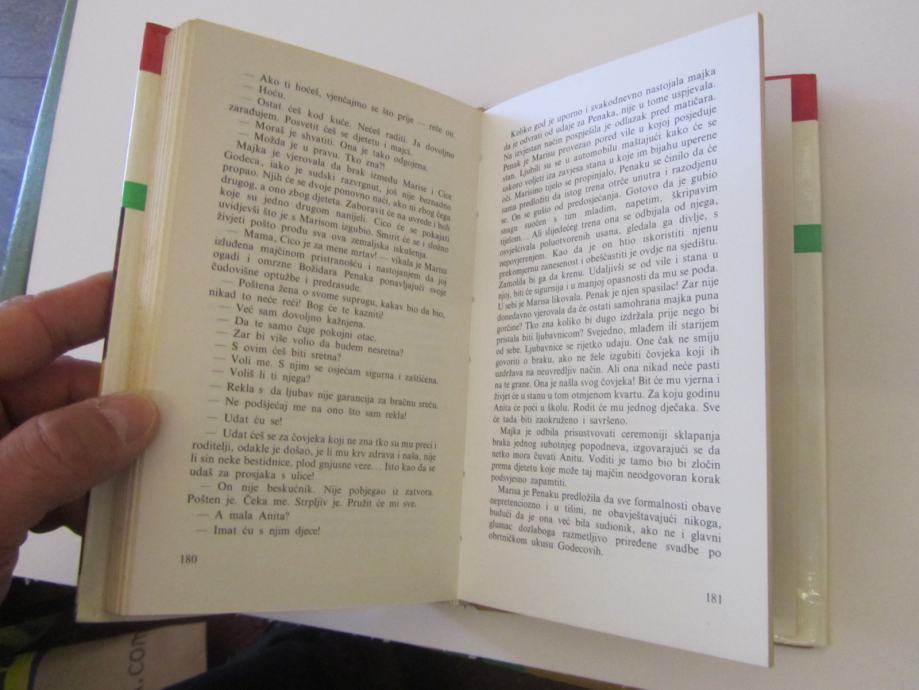 — Ako ti hoćeš, vjenčajmo se što prije — reče on.
— Hoću.
— Ostat ćeš kod kuće. Nećeš raditi. Ja dovoljno
zarađujem. Posvetit ćeš se djetetu i majci.
— Moraš je shvatiti. Ona je tako odgojena.
— Možda je u pravu. Tko zna?!
Majka je vjerovala da brak između Marise i Cice
Godeca, iako je sudski razvrgnut, još nije beznadno
propao. Njih će se dvoje ponovno naći, ako ni zbog čega
drugog, a ono zbog djeteta. Zaboravit će na uvrede i boli
koje su jedno drugom nanijeli. Cico će se pokajati
uvidjevši što je s Marisom izgubio. Smirit će se i složno
živjeti pošto prođu sva ova zemaljska iskušenja.
— Mama, Cico je za mene mrtav! — vikala je Marisa
izluđena majčinom pristranošću i nastojanjem da joj
ogadi i omrzne Božidara Penaka ponavljajući svoje
čudovišne optužbe i predrasude.
— Poštena žena o svome suprugu, kakav bio da bio,
nikad to neće reći! Bog će te kazniti!
— Već sam dovoljno kažnjena.
— Da te samo čuje pokojni otac.
— Zar bi više volio da budem nesretna?
— S ovim ćeš biti sretna?
— Voli me. S njim se osjećam sigurna i zaštićena.
— Voliš li ti njega?
— Rekla s da ljubav nije garancija za bračnu sreću.
— Ne podsjećaj me na ono što sam rekla!
— Udat ću se!
— Udat ćeš se za čovjeka koji ne zna tko su mu preci i
roditelji, odakle je došao, je li mu krv zdrava i naša, nije
li sin neke bestidnice, plod gnjusne veze... Isto kao da se
udaš za prosjaka s ulice!
— On nije beskućnik. Nije pobjegao iz zatvora.
Pošten je. Čeka me. Strpljiv je. Pružit će mi sve.
— A mala Anita?
— Imat ću s njim djece!
180
Koliko god je uporno i svakodnevno nastojala majka
da je odvrati od udaje za Penaka, nije u tome uspjevala.
Na izvjestan način pospješila je odlazak pred matičara.
Penak je Marisu provezao pored vile u kojoj posjeduje
stan. Ljubili su se u automobilu maštajući kako će se
uskoro voljeti iza zavjesa stana u koje im bijahu uperene
oči. Marisino tijelo se propinjalo, Penaku se činilo da će
sama predložiti da istog trena otrče unutra i razodjenu
se. On se gušio od predosjećanja. Gotovo da je gubio
snagu suočen s tim mladim, napetim, škripavim
tijelom... Ali slijedećeg trena ona se odbijala od njega,
osvješćivala poluotvorenih usana, gledala ga divlje, s
nepovjerenjem. Kao da je on htio iskoristiti njenu
prekomjernu zanesenost i obeščastiti je ovdje na sjedištu.
Zamolila bi ga da krenu. Udaljivši se od vile i stana u
njoj, biti će sigurnija i u manjoj opasnosti da mu se poda.
U sebi je Marisa likovala. Penak je njen spasilac! Zar nije
donedavno vjerovala da će ostati samohrana majka puna
gorčine? Tko zna koliko bi dugo izdržala prije nego bi
pristala biti ljubavnicom? Svejedno, mlađem ili starijem
od sebe. Ljubavnice se rijetko udaju. One čak ne smiju
govoriti o braku, ako ne žele izgubiti čovjeka koji ih
uzdržava na neuvredljiv način. Ali ona nikad neće pasti
na te grane. Ona je našla svog čovjeka! Bit će mu vjerna i
živjet će u stanu u tom otmjenom kvartu. Za koju godinu
Anita će poći u školu. Rodit će mu jednog dječaka. Sve
će tada biti zaokruženo i savršeno.
Majka je odbila prisustvovati ceremoniji sklapanja
braka jednog subotnjeg popodneva, izgovarajući se da
netko mora čuvati Anitu. Voditi je tamo bio bi zločin
prema djetetu koje može taj majčin neodgovoran korak
podsvjesno zapamtiti.
Marisa je Penaku predložila da sve formalnosti obave
nepretenciozno i u tišini, ne obavještavajući nikoga,
budući da je ona već bila sudionik, ako ne i glavni
glumac dozlaboga razmetljivo priređene svadbe po
obrtničkom ukusu Godecovih.
181
.com